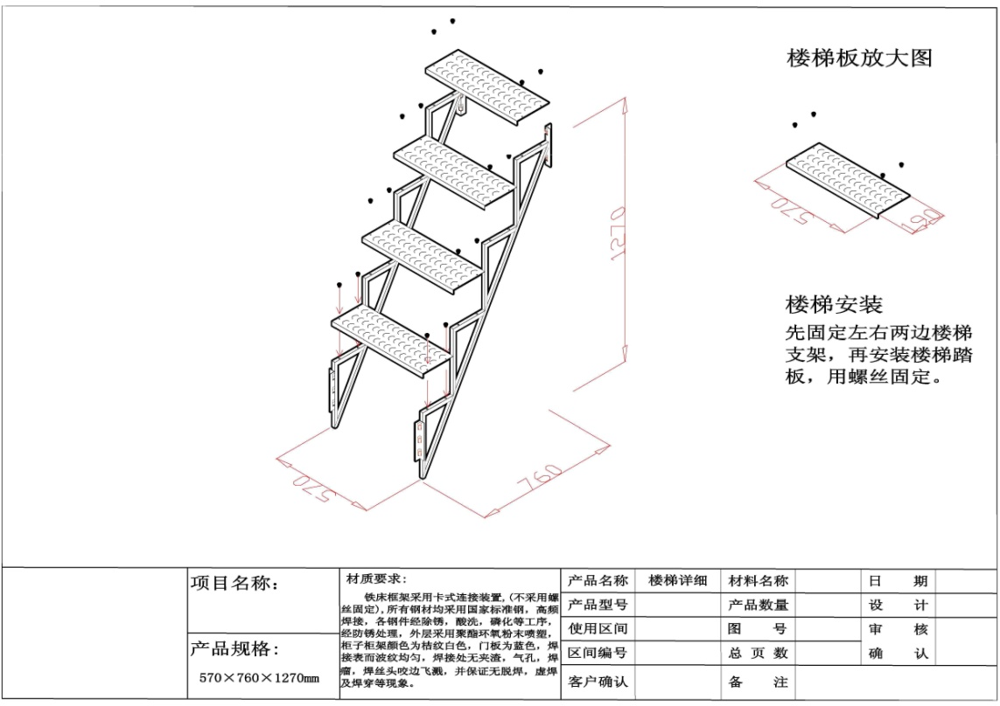 楼梯板放大图
570
190
1270
楼梯安装
先固定左右两边楼梯
支架，再安装楼梯踏
板，用螺丝固定。
570
760
项目名称：
产品规格：
570×760×1270mm
材质要求：
铁床框架采用卡式连接装置,(不采用螺
丝固定),所有钢材均采用国家标准钢，高频
焊接，各钢件经除锈，酸洗，磷化等工序，
经防锈处理，外层采用聚酯环氧粉末喷塑，
柜子柜架颜色为桔纹白色，门板为蓝色，焊
接表而波纹均匀，焊接处无夹渣，气孔，焊
瘤，焊丝头咬边飞溅，并保证无脱焊，虚焊
及焊穿等现象。
产品名称 楼梯详细 材料名称 日 期
产品型号 产品数量 设 计
使用区间 图 号 审 核
区间编号 总 页 数 确 认
客户确认 备 注